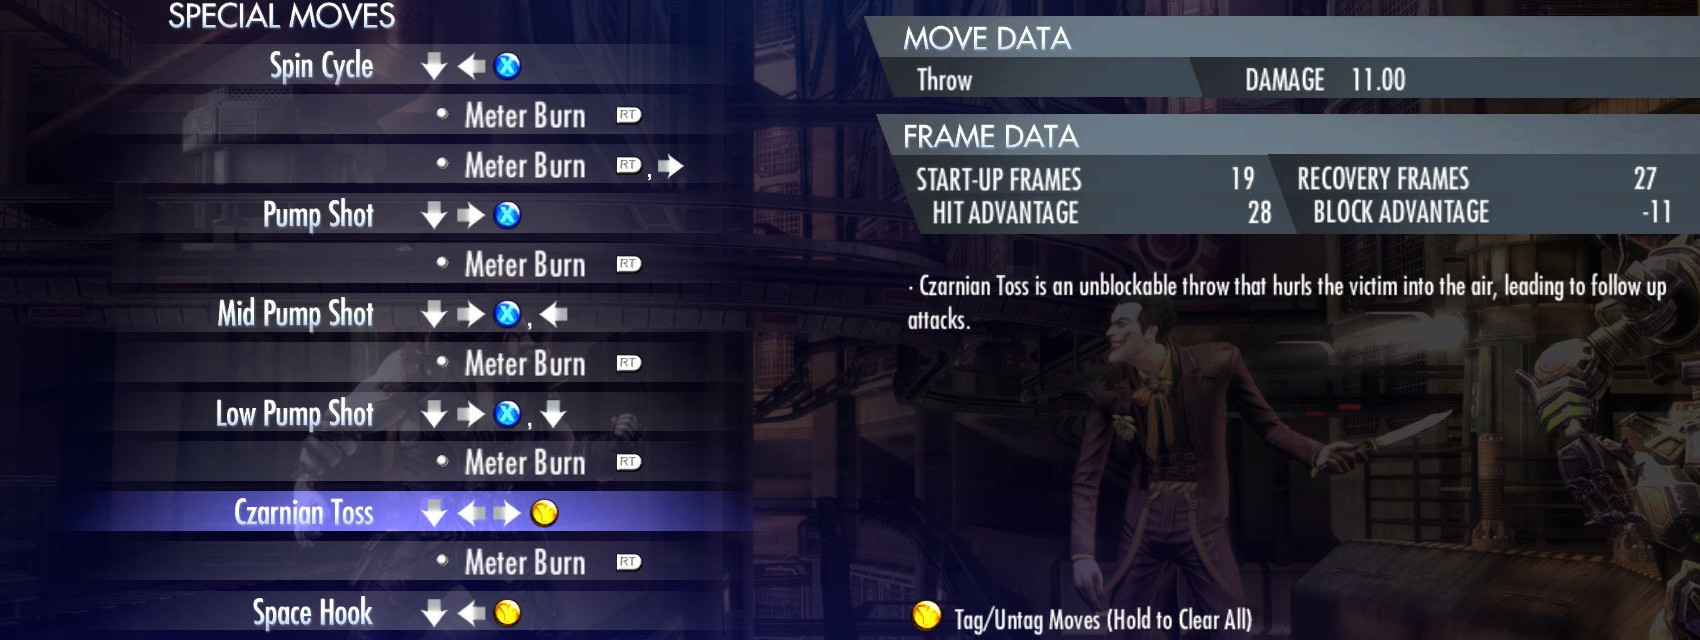 SPECIAL MOVES
Spin Cycle X
Meter Burn RT
Meter Burn RT ,
Pump Shot X
Meter Burn RT
Mid Pump Shot X ,
Meter Burn RT
Low Pump Shot X ,
Meter Burn RT
Czarnian Toss Y
Meter Burn RT
Space Hook Y
MOVE DATA
Throw DAMAGE 11.00
FRAME DATA
START-UP FRAMES 19 RECOVERY FRAMES 27
HIT ADVANTAGE 28 BLOCK ADVANTAGE -11
· Czarnian Toss is an unblockable throw that hurls the victim into the air, leading to follow up
attacks.
Y Tag/Untag Moves (Hold to Clear All)